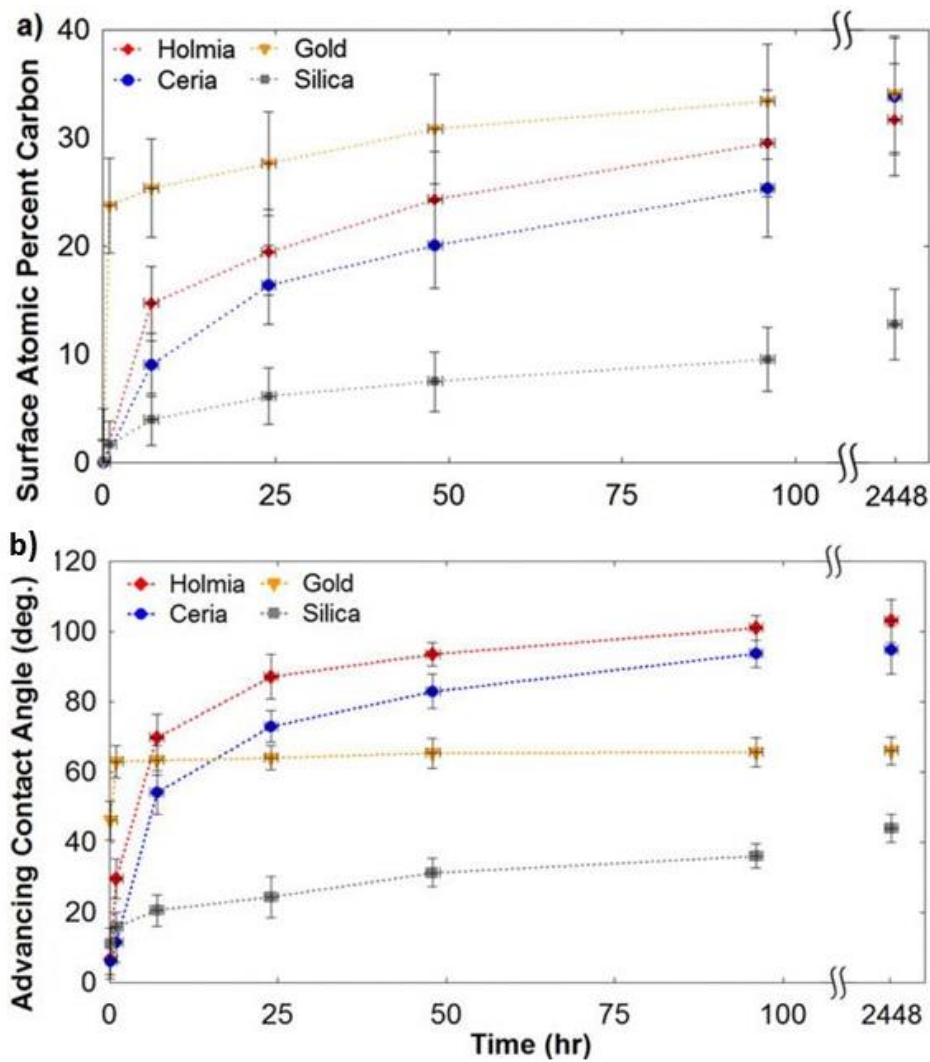 a)
Surface Atomic Percent Carbon
40
30
20
10
0
Holmia
Gold
Ceria
Silica
0
25
50
75
100
2448
b)
Advancing Contact Angle (deg.)
120
100
80
60
40
20
0
Holmia
Gold
Ceria
Silica
0
25
50
75
100
2448
Time (hr)